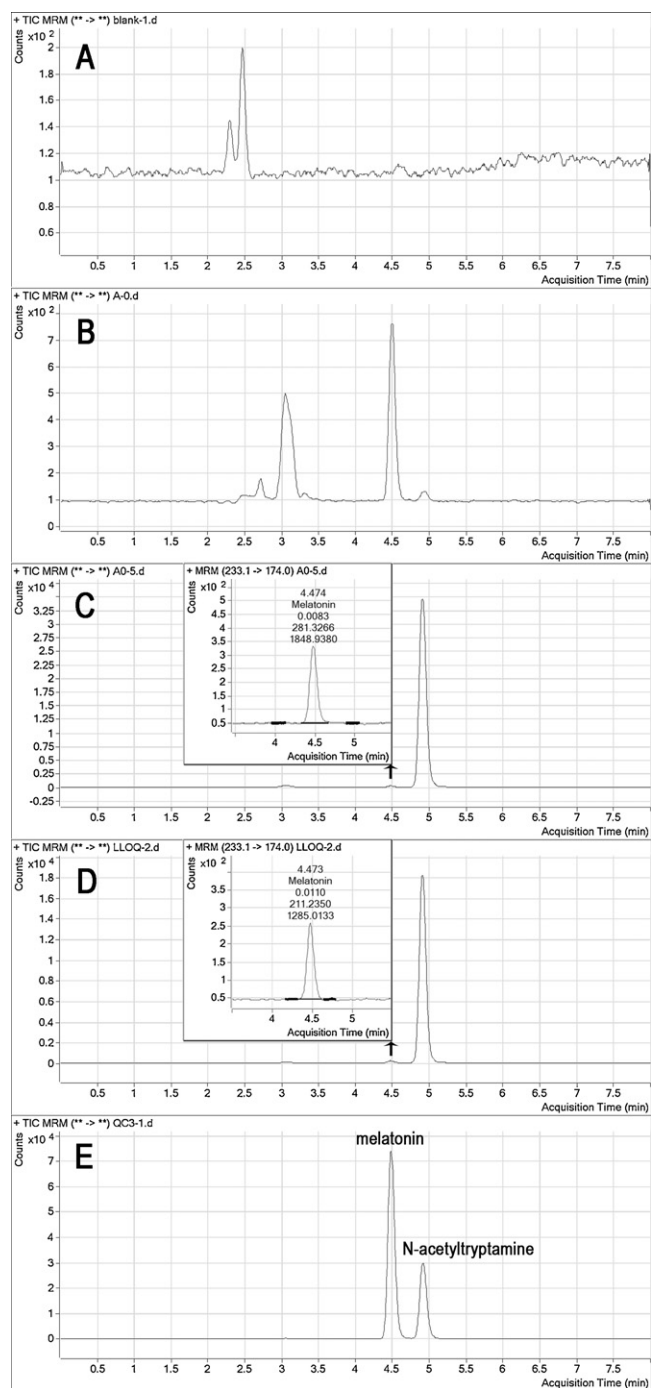 + TIC MRM (** -> **) blank-1.d
Counts
x10 2
A
2
1.8
1.6
1.4
1.2
1
0.8
0.6
0.5 1 1.5 2 2.5 3 3.5 4 4.5 5 5.5 6 6.5 7 7.5
Acquisition Time (min)
+ TIC MRM (** -> **) A-0.d
Counts
x10 2
B
7
6
5
4
3
2
1
0
0.5 1 1.5 2 2.5 3 3.5 4 4.5 5 5.5 6 6.5 7 7.5
Acquisition Time (min)
+ TIC MRM (** -> **) A0-5.d
Counts
x10 4
C
3.25
3
2.75
2.5
2.25
2
1.75
1.5
1.25
1
0.75
0.5
0.25
0
-0.25
+ MRM (233.1 -> 174.0) A0-5.d
Counts
x10 2
4.474
Melatonin
0.0083
281.3266
1848.9380
5
4.5
4
3.5
3
2.5
2
1.5
1
0.5
4 4.5 5
Acquisition Time (min)
0.5 1 1.5 2 2.5 3 3.5 4 4.5 5 5.5 6 6.5 7 7.5
Acquisition Time (min)
+ TIC MRM (** -> **) LLOQ-2.d
Counts
x10 4
D
1.8
1.6
1.4
1.2
1
0.8
0.6
0.4
0.2
0
+ MRM (233.1 -> 174.0) LLOQ-2.d
Counts
x10 2
4.473
Melatonin
0.0110
211.2350
1285.0133
3.5
3
2.5
2
1.5
1
0.5
4 4.5 5
Acquisition Time (min)
0.5 1 1.5 2 2.5 3 3.5 4 4.5 5 5.5 6 6.5 7 7.5
Acquisition Time (min)
+ TIC MRM (** -> **) QC3-1.d
Counts
x10 4
E
melatonin
N-acetyltryptamine
7
6
5
4
3
2
1
0
0.5 1 1.5 2 2.5 3 3.5 4 4.5 5 5.5 6 6.5 7 7.5
Acquisition Time (min)